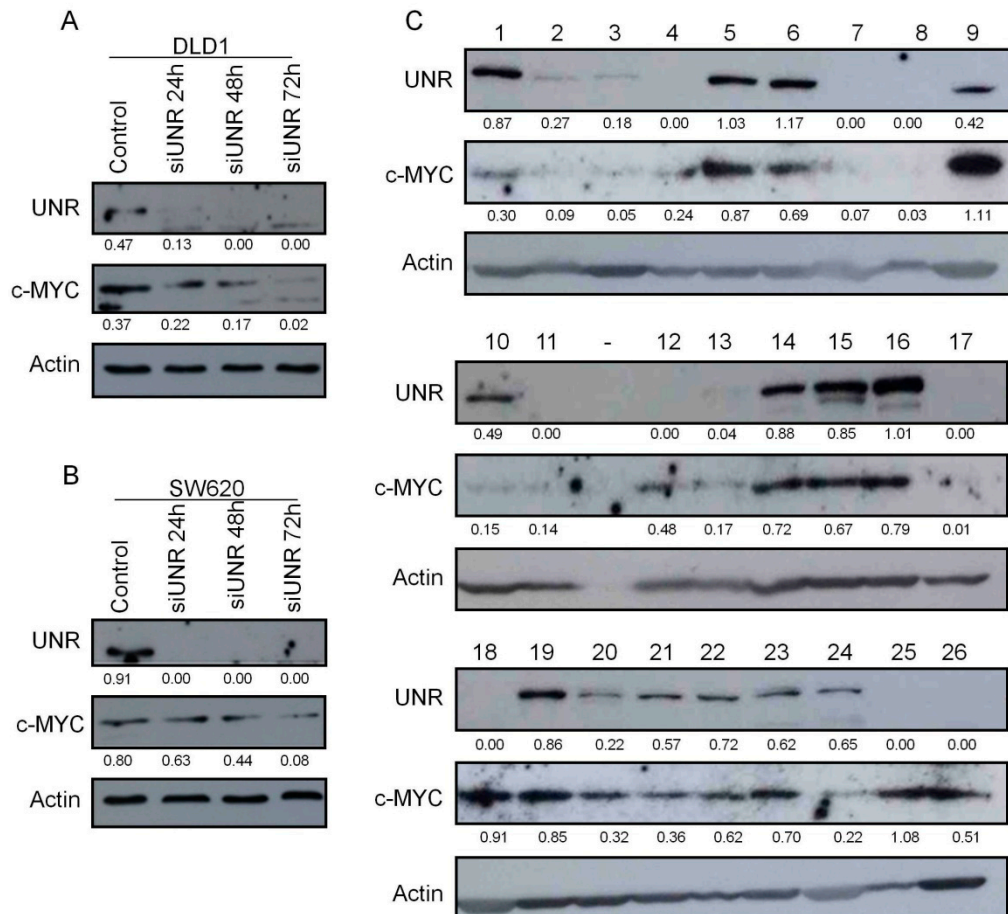 A
DLD1
Control
siUNR 24h
siUNR 48h
siUNR 72h
UNR
0.47 0.13 0.00 0.00
c-MYC
0.37 0.22 0.17 0.02
Actin
B
SW620
Control
siUNR 24h
siUNR 48h
siUNR 72h
UNR
0.91 0.00 0.00 0.00
c-MYC
0.80 0.63 0.44 0.08
Actin
C
1 2 3 4 5 6 7 8 9
UNR
0.87 0.27 0.18 0.00 1.03 1.17 0.00 0.00 0.42
c-MYC
0.30 0.09 0.05 0.24 0.87 0.69 0.07 0.03 1.11
Actin
10 11 - 12 13 14 15 16 17
UNR
0.49 0.00 0.00 0.04 0.88 0.85 1.01 0.00
c-MYC
0.15 0.14 0.48 0.17 0.72 0.67 0.79 0.01
Actin
18 19 20 21 22 23 24 25 26
UNR
0.00 0.86 0.22 0.57 0.72 0.62 0.65 0.00 0.00
c-MYC
0.91 0.85 0.32 0.36 0.62 0.70 0.22 1.08 0.51
Actin